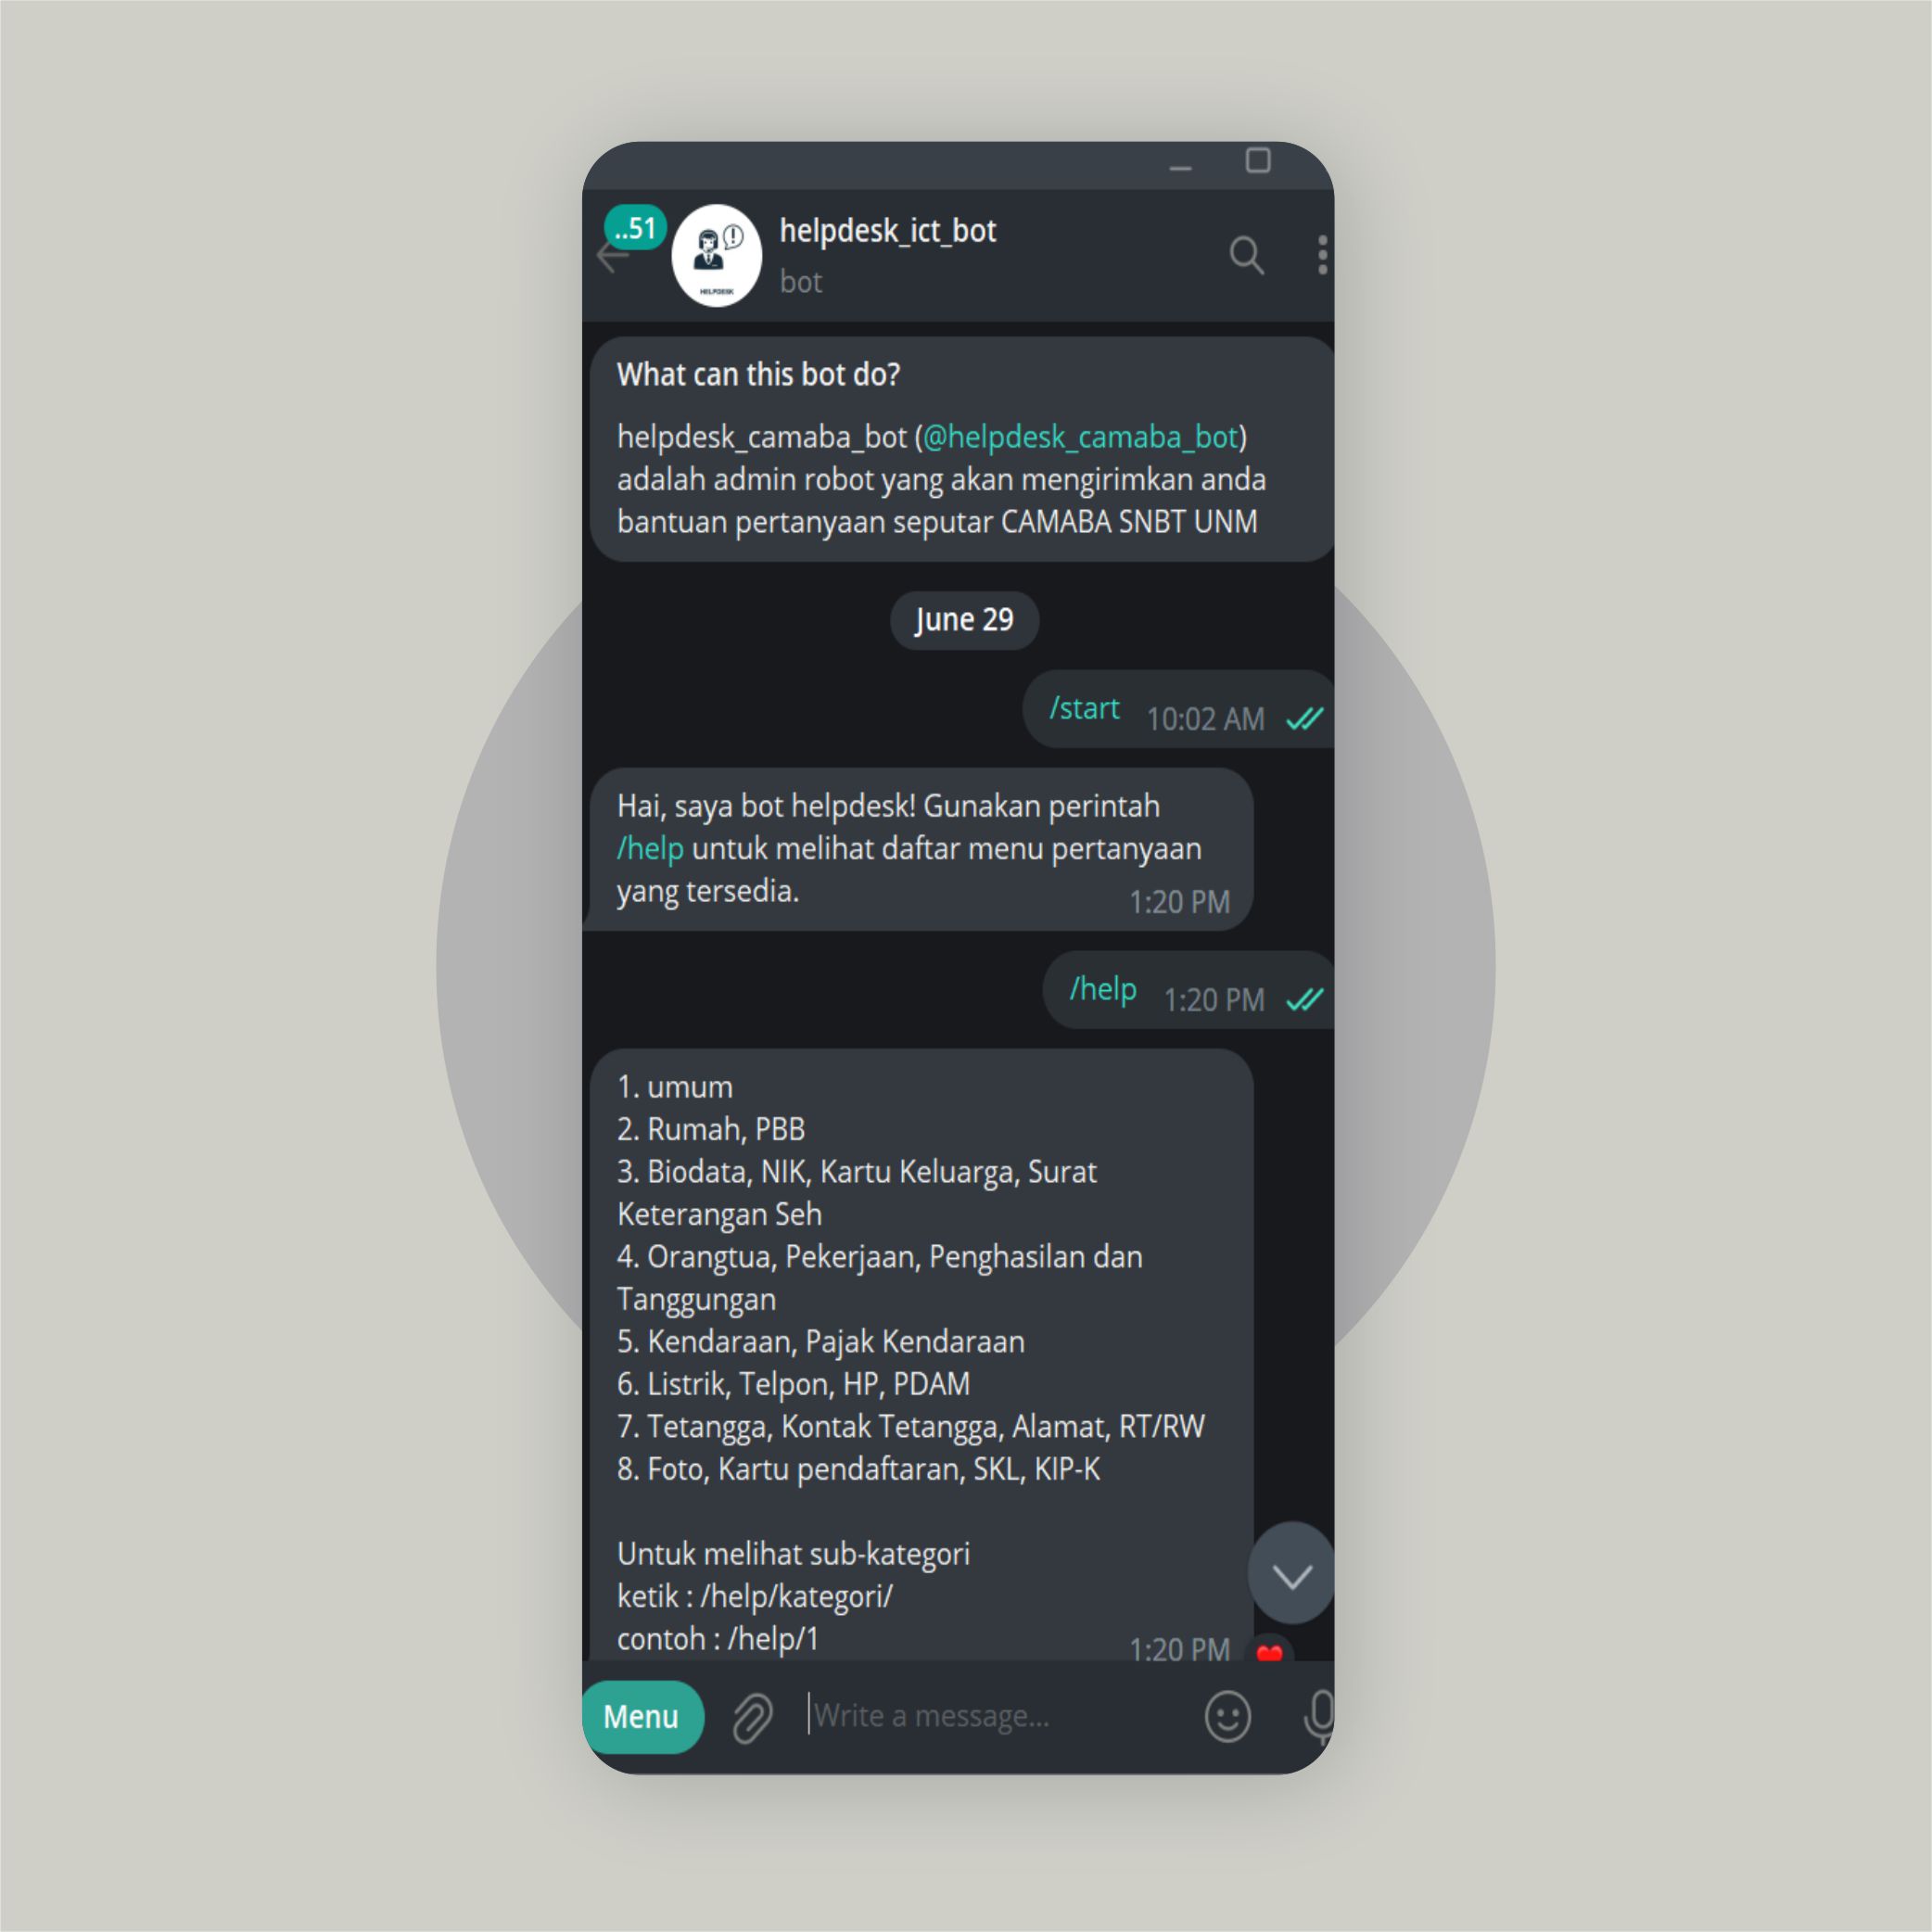 ..51
helpdesk_ict_bot
bot
HELPDESK
What can this bot do?
helpdesk_camaba_bot (@helpdesk_camaba_bot)
adalah admin robot yang akan mengirimkan anda
bantuan pertanyaan seputar CAMABA SNBT UNM
June 29
/start 10:02 AM
Hai, saya bot helpdesk! Gunakan perintah
/help untuk melihat daftar menu pertanyaan
yang tersedia. 1:20 PM
/help 1:20 PM
1. umum
2. Rumah, PBB
3. Biodata, NIK, Kartu Keluarga, Surat
Keterangan Seh
4. Orangtua, Pekerjaan, Penghasilan dan
Tanggungan
5. Kendaraan, Pajak Kendaraan
6. Listrik, Telpon, HP, PDAM
7. Tetangga, Kontak Tetangga, Alamat, RT/RW
8. Foto, Kartu pendaftaran, SKL, KIP-K
Untuk melihat sub-kategori
ketik : /help/kategori/
contoh : /help/1 1:20 PM
Menu Write a message...